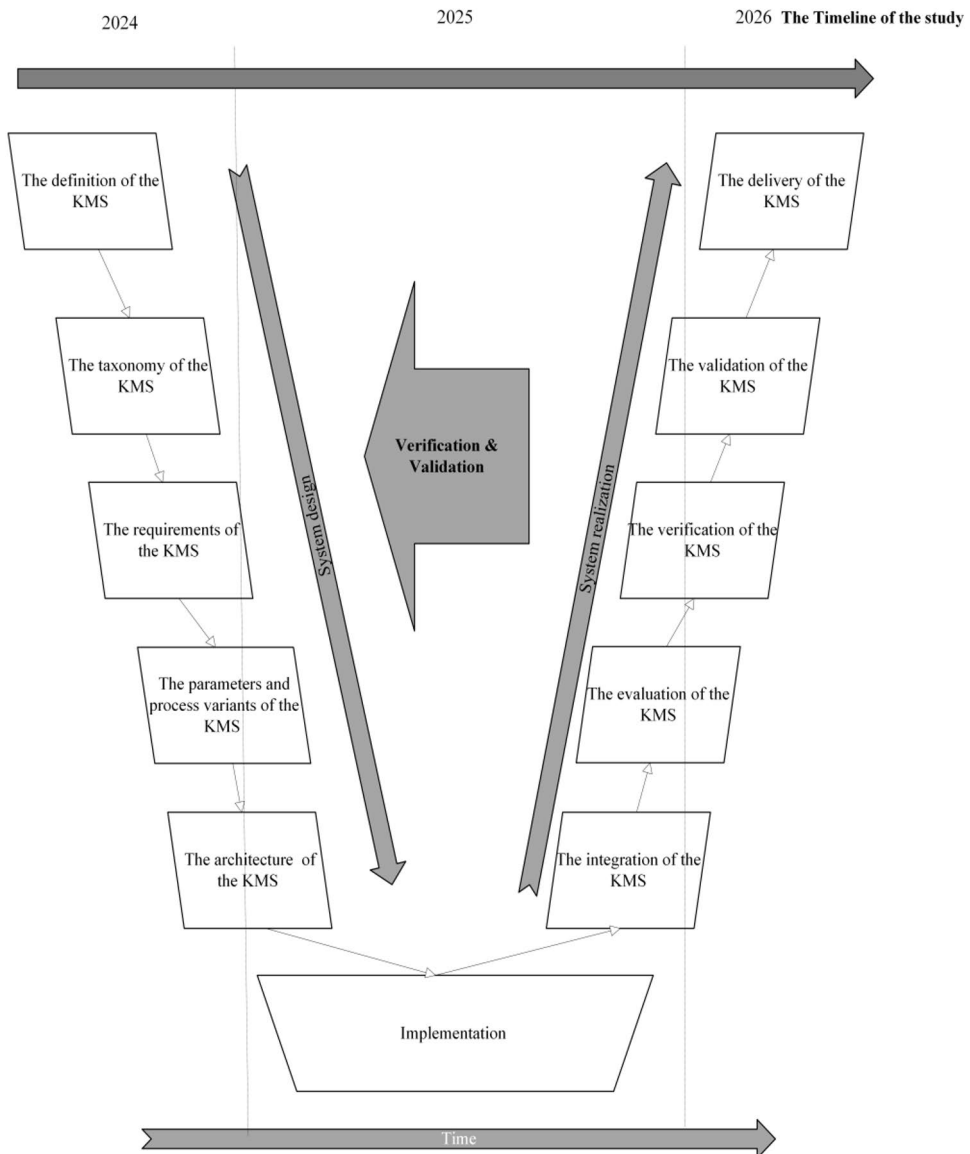 2024
2025
2026
The Timeline of the study
The definition of the
KMS
The taxonomy of the
KMS
The requirements of
the KMS
The parameters and
process variants of the
KMS
The architecture of
the KMS
System design
Verification &
Validation
System realization
The delivery of the
KMS
The validation of the
KMS
The verification of the
KMS
The evaluation of the
KMS
The integration of the
KMS
Implementation
Time